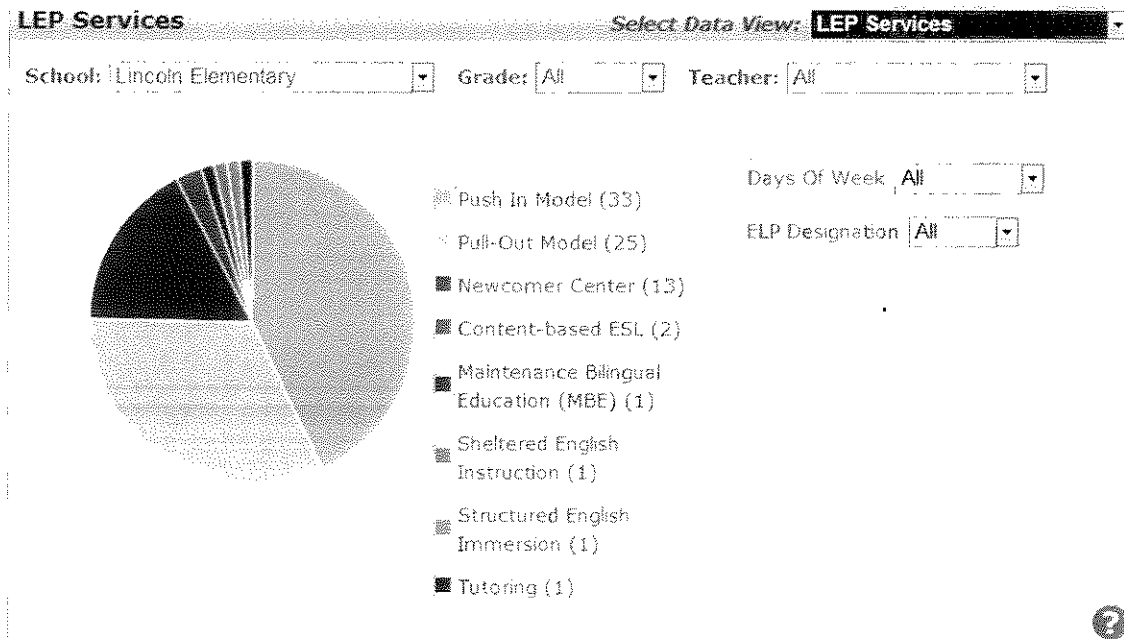 LEP Services Select Data View: LEP Services
School: Lincoln Elementary Grade: All Teacher: All
Days Of Week All
ELP Designation All
Push In Model (33)
Pull-Out Model (25)
Newcomer Center (13)
Content-based ESL (2)
Maintenance Bilingual
Education (MBE) (1)
Sheltered English
Instruction (1)
Structured English
Immersion (1)
Tutoring (1)
?